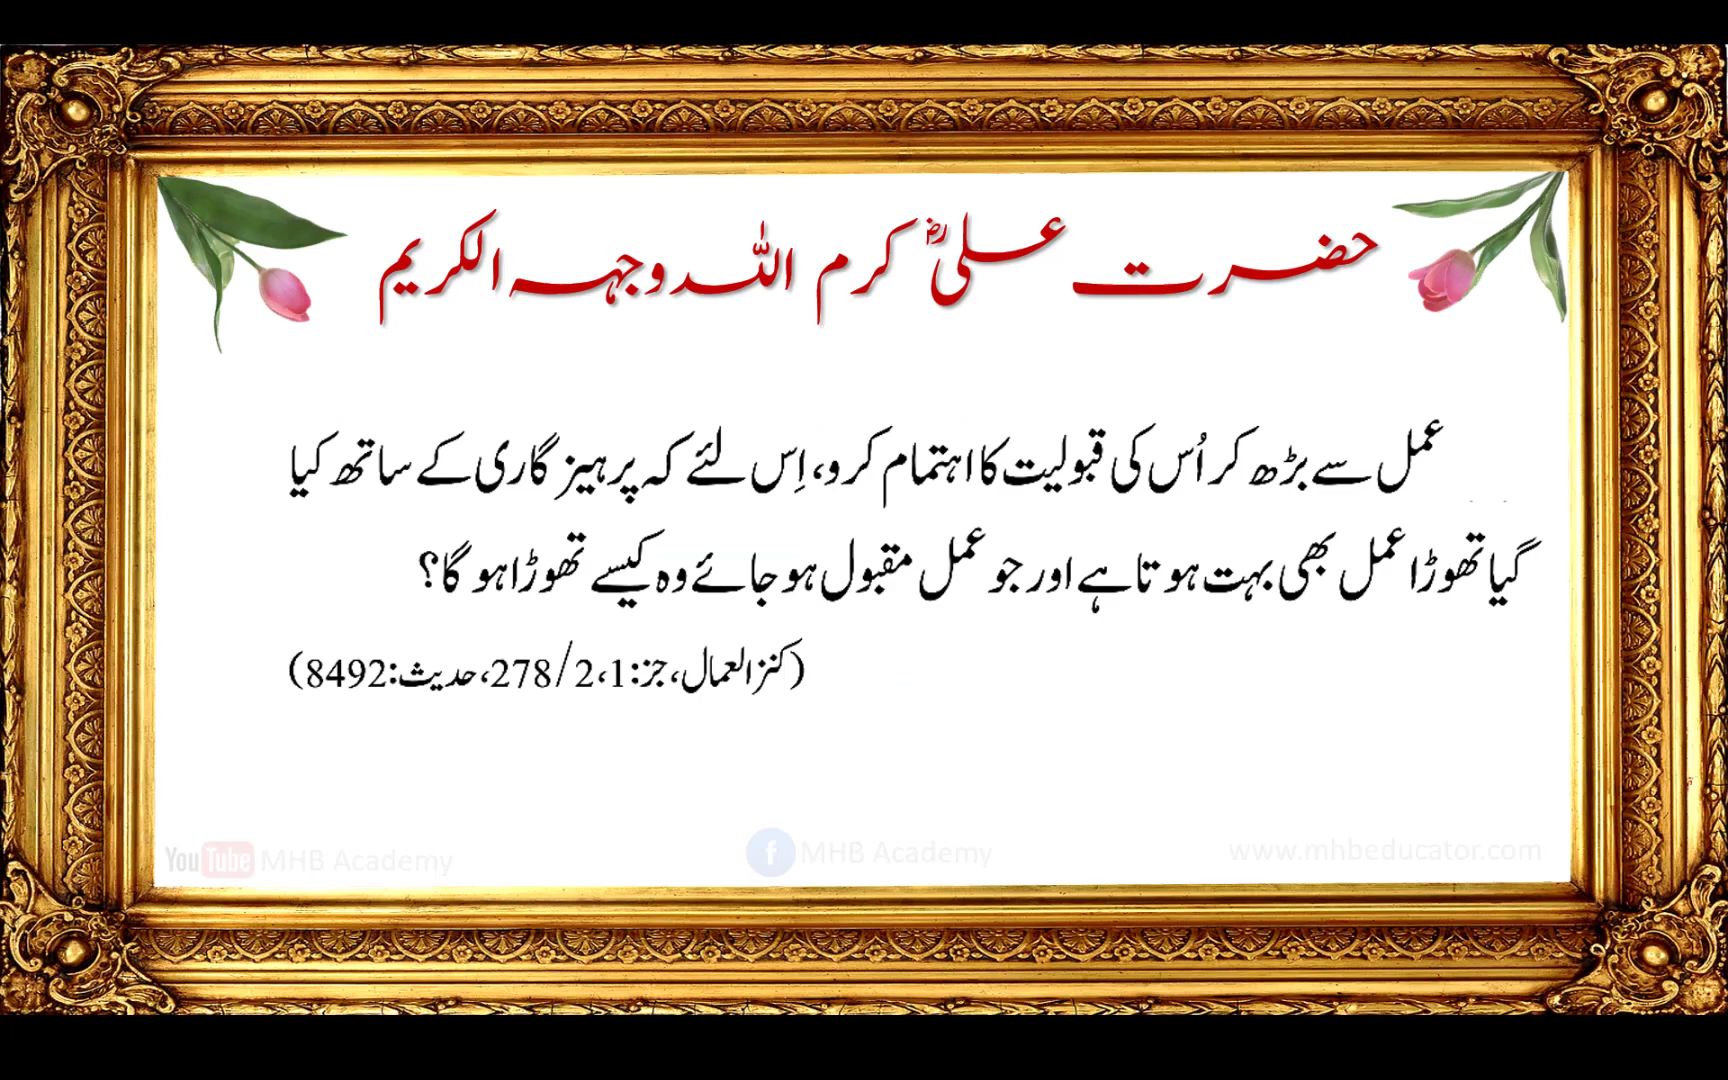 حضرت علیؓ کرم اللہ وجہہ الکریم
عمل سے بڑھ کر اُس کی قبولیت کا اہتمام کرو، اِس لئے کہ پرہیز گاری کے ساتھ کیا
گیا تھوڑا عمل بھی بہت ہوتا ہے اور جو عمل مقبول ہو جائے وہ کیسے تھوڑا ہو گا؟
(کنز العمال، جز:1، 2/278، حدیث:8492)
YouTube MHB Academy
f MHB Academy
www.mhbeducator.com